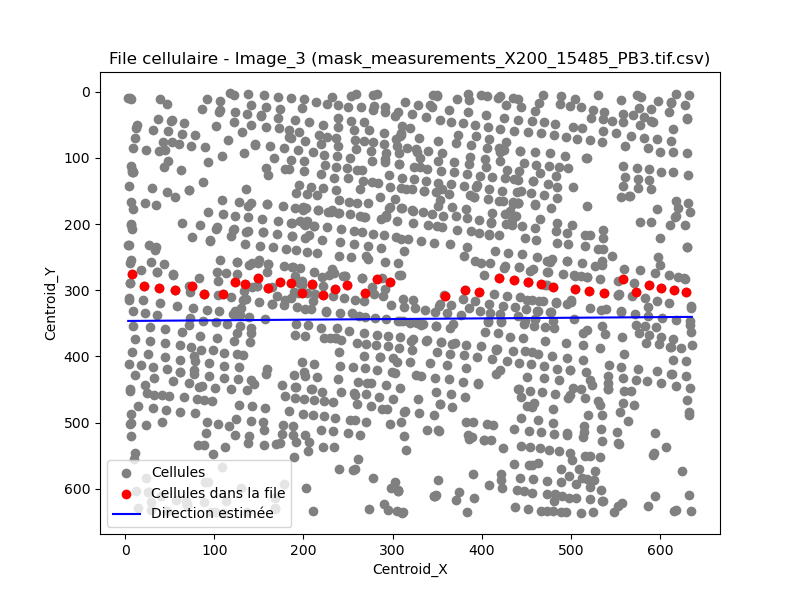 File cellulaire - Image_3 (mask_measurements_X200_15485_PB3.tif.csv)
0
100
200
300
400
500
600
Centroid_Y
Cellules
Cellules dans la file
Direction estimée
0 100 200 300 400 500 600
Centroid_X